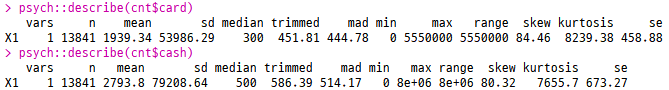 > psych::describe(cnt$card)
   vars     n    mean       sd median trimmed    mad min     max   range  skew kurtosis     se
X1    1 13841 1939.34 53986.29    300  451.81 444.78   0 5550000 5550000 84.46  8239.38 458.88
> psych::describe(cnt$cash)
   vars     n   mean       sd median trimmed    mad min   max range  skew kurtosis     se
X1    1 13841 2793.8 79208.64    500  586.39 514.17   0 8e+06 8e+06 80.32   7655.7 673.27